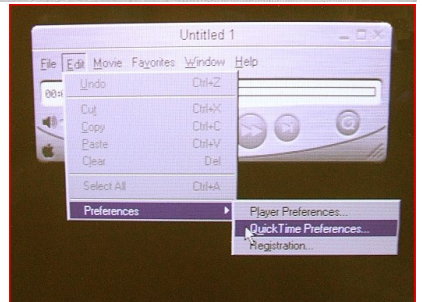 Untitled 1
File Edit Movie Favorites Window Help
Undo Ctrl+Z
Cut Ctrl+X
Copy Ctrl+C
Paste Ctrl+V
Clear Del
Select All Ctrl+A
Preferences
Player Preferences...
QuickTime Preferences...
Registration...